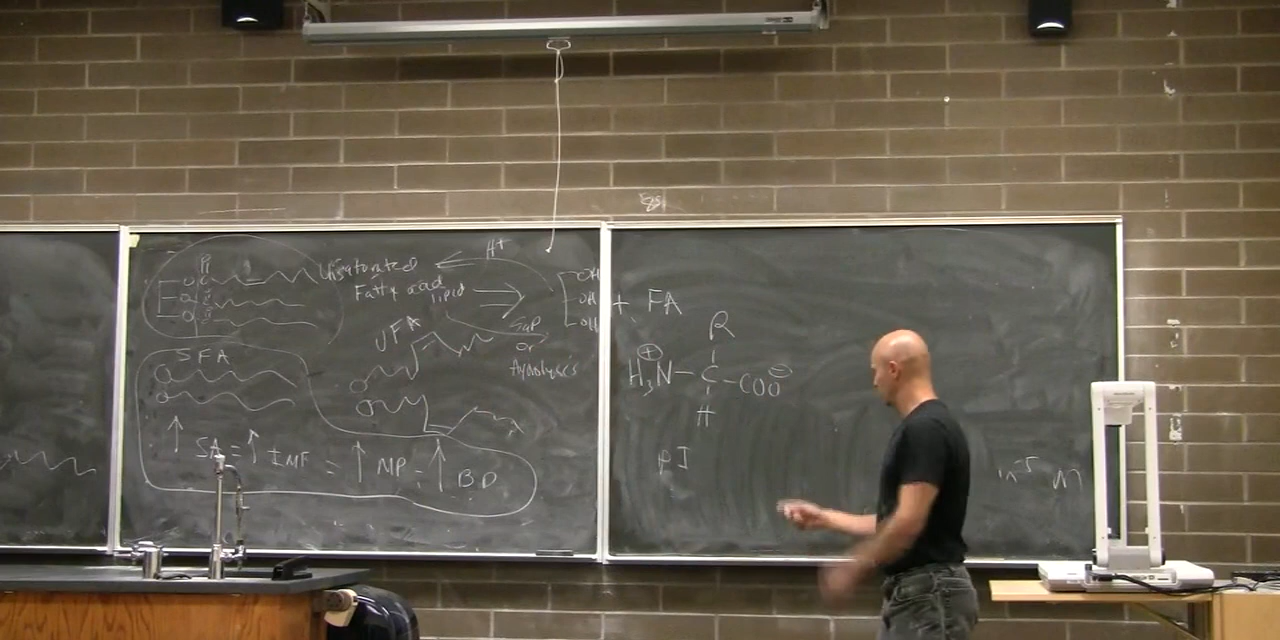 H+
Unsaturated
Fatty acid
lipid
OH
OH
OH
+ FA
Sap
or
Hydrolysis
UFA
SFA
↑ SA = ↑ IMF = ↑ MP = ↑ BP
R
⊕
H₃N–C–COO⊖
H
pI